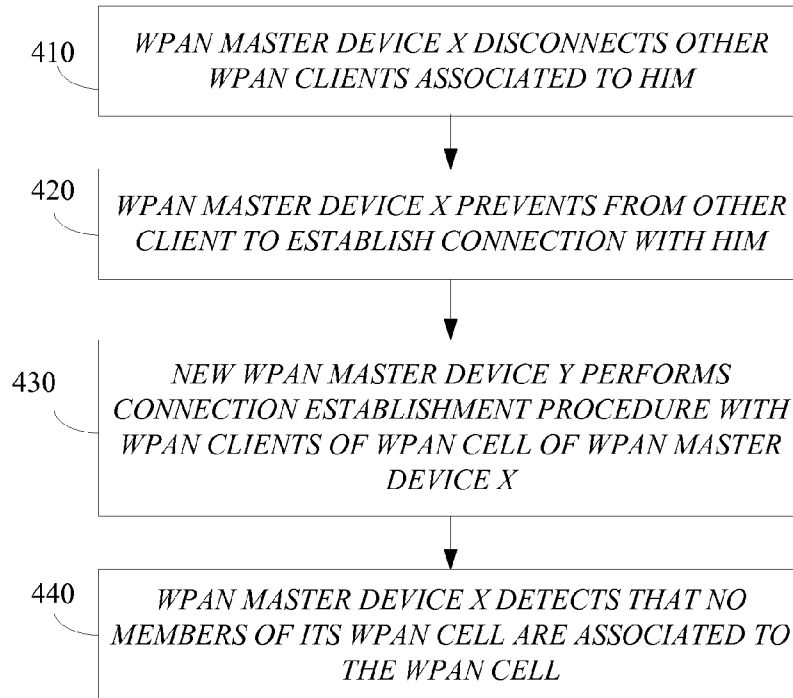 410
WPAN MASTER DEVICE X DISCONNECTS OTHER
WPAN CLIENTS ASSOCIATED TO HIM
420
WPAN MASTER DEVICE X PREVENTS FROM OTHER
CLIENT TO ESTABLISH CONNECTION WITH HIM
430
NEW WPAN MASTER DEVICE Y PERFORMS
CONNECTION ESTABLISHMENT PROCEDURE WITH
WPAN CLIENTS OF WPAN CELL OF WPAN MASTER
DEVICE X
440
WPAN MASTER DEVICE X DETECTS THAT NO
MEMBERS OF ITS WPAN CELL ARE ASSOCIATED TO
THE WPAN CELL